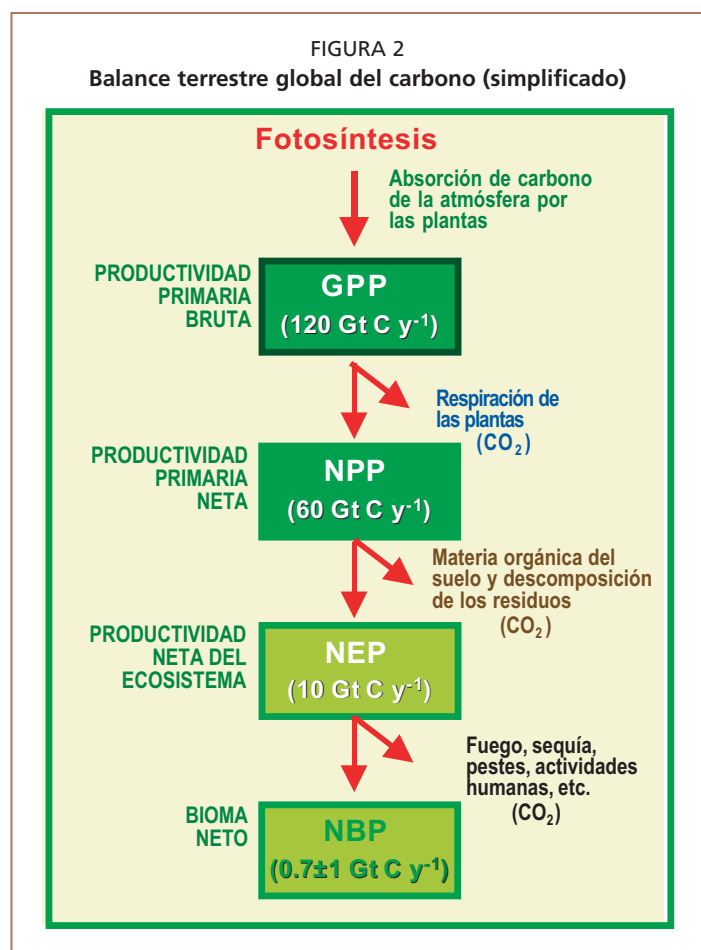 FIGURA 2
Balance terrestre global del carbono (simplificado)
Fotosíntesis
Absorción de carbono
de la atmósfera por
las plantas
PRODUCTIVIDAD
PRIMARIA
BRUTA
GPP
(120 Gt C y⁻¹)
Respiración de
las plantas
(CO₂)
PRODUCTIVIDAD
PRIMARIA
NETA
NPP
(60 Gt C y⁻¹)
Materia orgánica del
suelo y descomposición
de los residuos
(CO₂)
PRODUCTIVIDAD
NETA DEL
ECOSISTEMA
NEP
(10 Gt C y⁻¹)
Fuego, sequía,
pestes, actividades
humanas, etc.
(CO₂)
BIOMA
NETO
NBP
(0.7±1 Gt C y⁻¹)